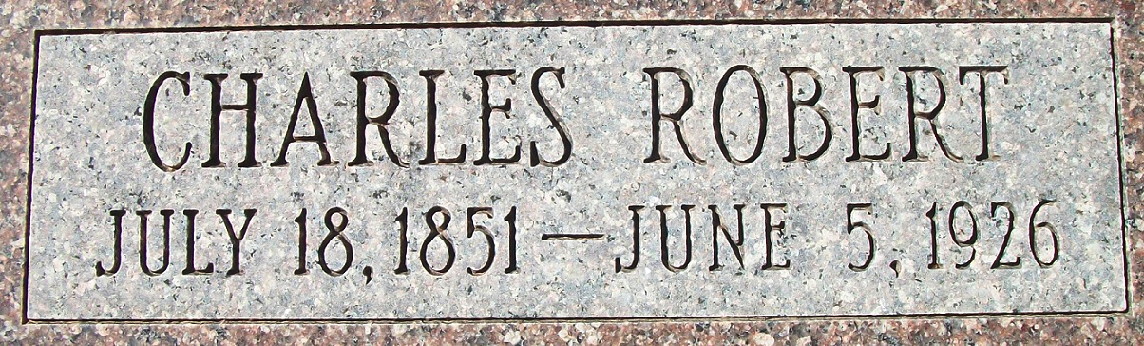 CHARLES ROBERT
JULY 18, 1851 — JUNE 5, 1926